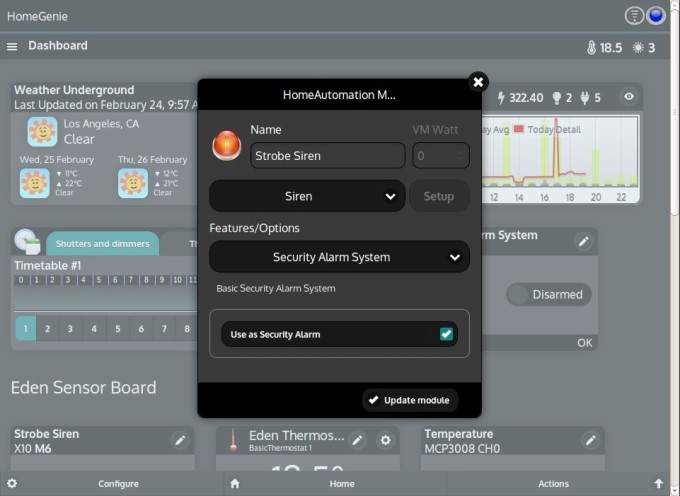 HomeGenie
Dashboard
18.5
3
Weather Underground
Last Updated on February 24, 9:57 A
Los Angeles, CA
Clear
Wed, 25 February
Thu, 26 February
▼ 11°C
▲ 22°C
Clear
▼ 12°C
▲ 21°C
Clear
322.40
2
5
ay Avg
Today Detail
12 14 16 18 20 22
HomeAutomation M...
Name
VM Watt
Strobe Siren
0
Siren
Setup
Features/Options
Security Alarm System
Basic Security Alarm System
Use as Security Alarm
Update module
Shutters and dimmers
Th
Timetable #1
0 1 2 3 4 5 6 7 8 9 10 11
1 2 3 4 5 6 7 8
rm System
Disarmed
OK
Eden Sensor Board
Strobe Siren
X10 M6
Eden Thermos...
BasicThermostat 1
Temperature
MCP3008 CH0
Configure
Home
Actions